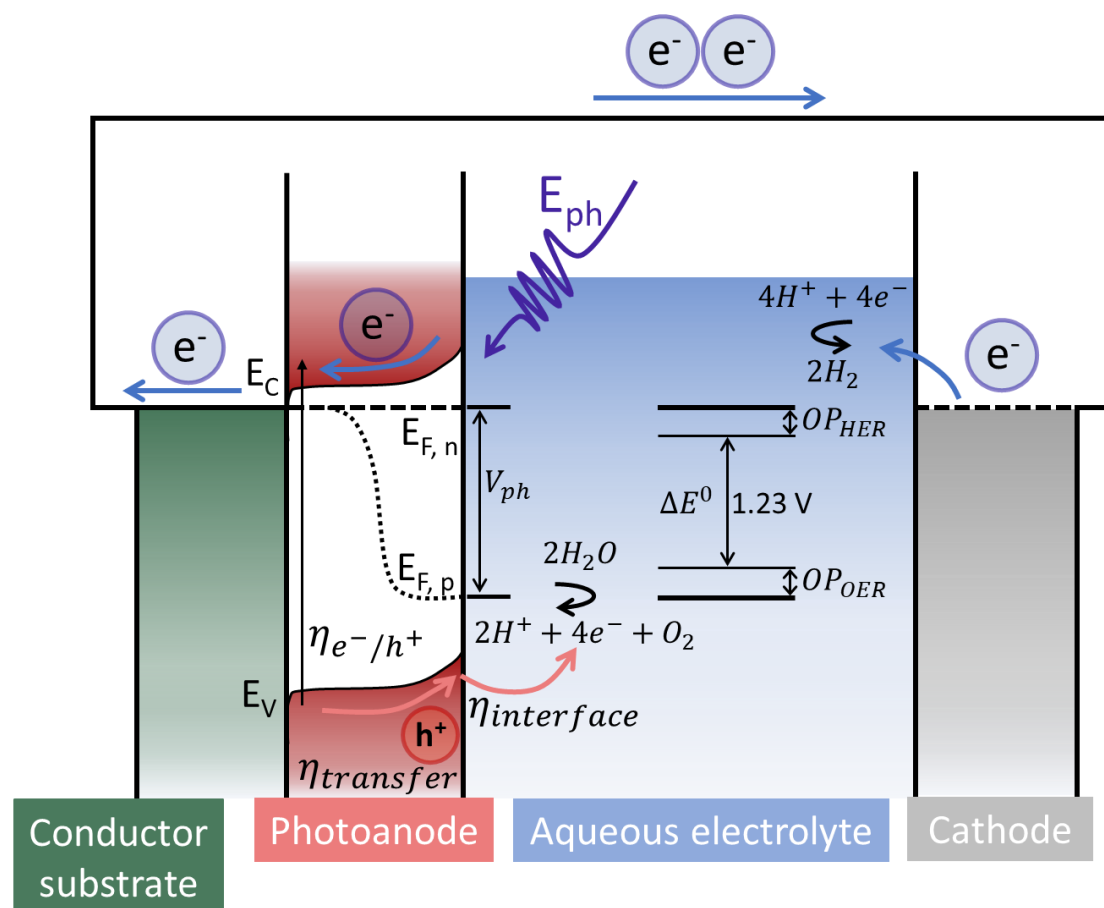 e⁻ e⁻
E_ph
4H⁺ + 4e⁻
e⁻
e⁻
e⁻
2H₂
E_C
OP_HER
E_F, n
V_ph
ΔE⁰ 1.23 V
2H₂O
E_F, p
OP_OER
η_e⁻/h⁺
2H⁺ + 4e⁻ + O₂
E_V
η_interface
h⁺
η_transfer
Conductor
substrate
Photoanode
Aqueous electrolyte
Cathode